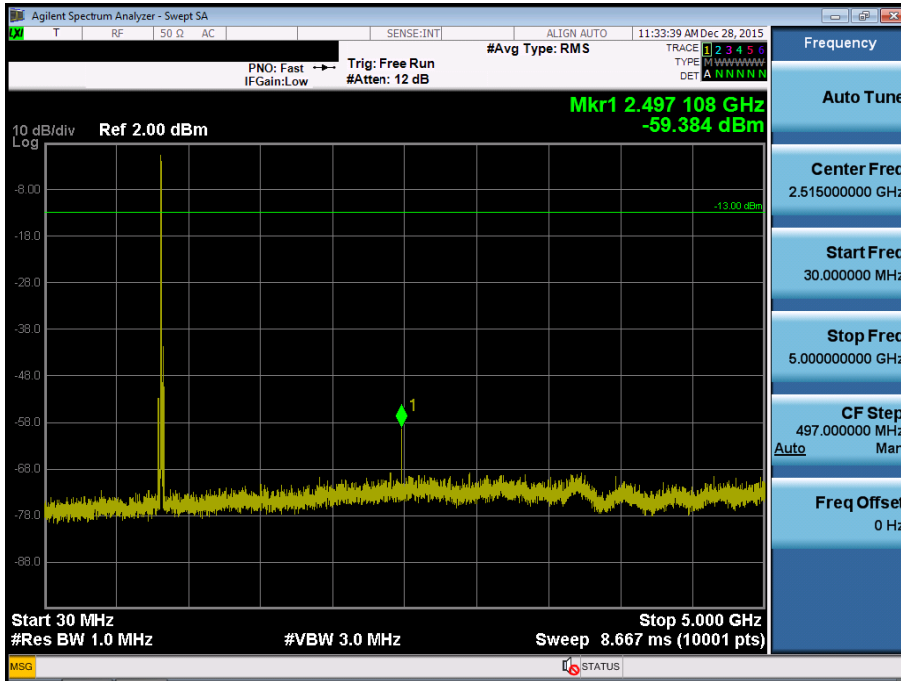 Agilent Spectrum Analyzer - Swept SA
LXI T RF 50 Ω AC SENSE:INT ALIGN AUTO 11:33:39 AM Dec 28, 2015
Frequency
#Avg Type: RMS
TRACE 1 2 3 4 5 6
TYPE M WWWWW
DET A N N N N N
PNO: Fast
IFGain:Low
Trig: Free Run
#Atten: 12 dB
Auto Tune
Mkr1 2.497 108 GHz
-59.384 dBm
10 dB/div
Log
Ref 2.00 dBm
-8.00
-13.00 dBm
-18.0
-28.0
-38.0
-48.0
-58.0
-68.0
-78.0
-88.0
1
Center Freq
2.515000000 GHz
Start Freq
30.000000 MHz
Stop Freq
5.000000000 GHz
CF Step
497.000000 MHz
Auto Man
Freq Offset
0 Hz
Start 30 MHz
Stop 5.000 GHz
#Res BW 1.0 MHz
#VBW 3.0 MHz
Sweep 8.667 ms (10001 pts)
MSG
STATUS